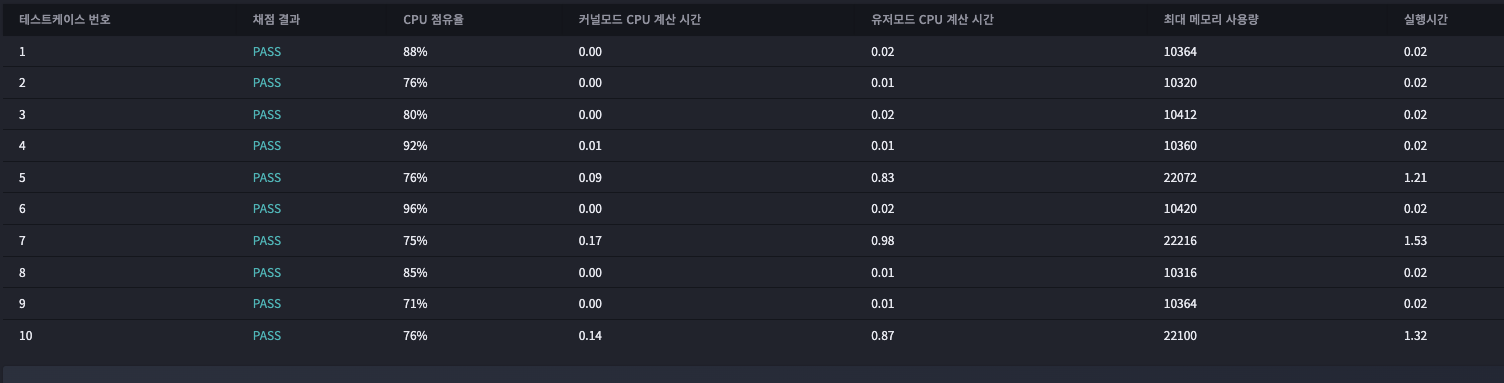 테스트케이스 번호 채점 결과 CPU 점유율 커널모드 CPU 계산 시간 유저모드 CPU 계산 시간 최대 메모리 사용량 실행시간
1 PASS 88% 0.00 0.02 10364 0.02
2 PASS 76% 0.00 0.01 10320 0.02
3 PASS 80% 0.00 0.02 10412 0.02
4 PASS 92% 0.01 0.01 10360 0.02
5 PASS 76% 0.09 0.83 22072 1.21
6 PASS 96% 0.00 0.02 10420 0.02
7 PASS 75% 0.17 0.98 22216 1.53
8 PASS 85% 0.00 0.01 10316 0.02
9 PASS 71% 0.00 0.01 10364 0.02
10 PASS 76% 0.14 0.87 22100 1.32